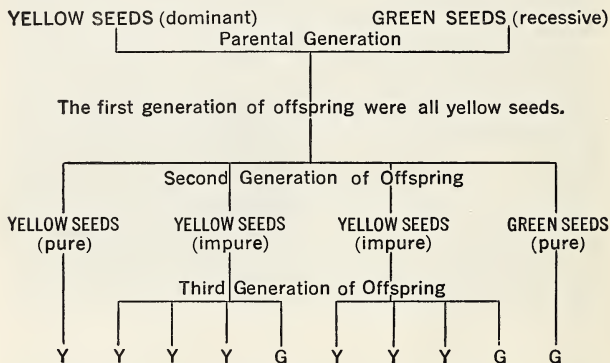 YELLOW SEEDS (dominant) GREEN SEEDS (recessive)
Parental Generation
The first generation of offspring were all yellow seeds.
Second Generation of Offspring
YELLOW SEEDS YELLOW SEEDS YELLOW SEEDS GREEN SEEDS
(pure) (impure) (impure) (pure)
Third Generation of Offspring
Y Y Y Y G Y Y Y G G